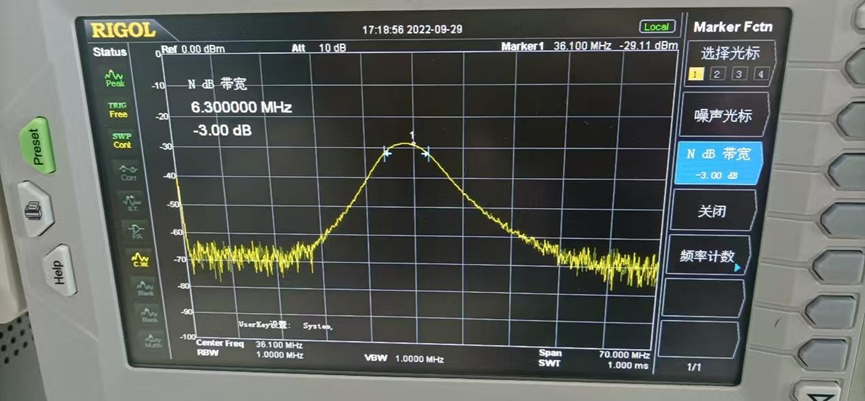 RIGOL
17:18:56 2022-09-29
Local
Marker Fctn
Status
Ref 0.00 dBm
Att 10 dB
Marker1 36.100 MHz -29.11 dBm
选择光标
1 2 3 4
噪声光标
N dB 带宽
-3.00 dB
关闭
频率计数
1/1
Peak
TRIG
Free
SWP
Cont
Corr
PA
C.W.
Blank
Blank
Math
0
-10
-20
-30
-40
-50
-60
-70
-80
-90
-100
N dB 带宽
6.300000 MHz
-3.00 dB
1
UserKey设置: System,
Center Freq 36.100 MHz
RBW 1.0000 MHz
VBW 1.0000 MHz
Span 70.000 MHz
SWT 1.000 ms
Preset
Help